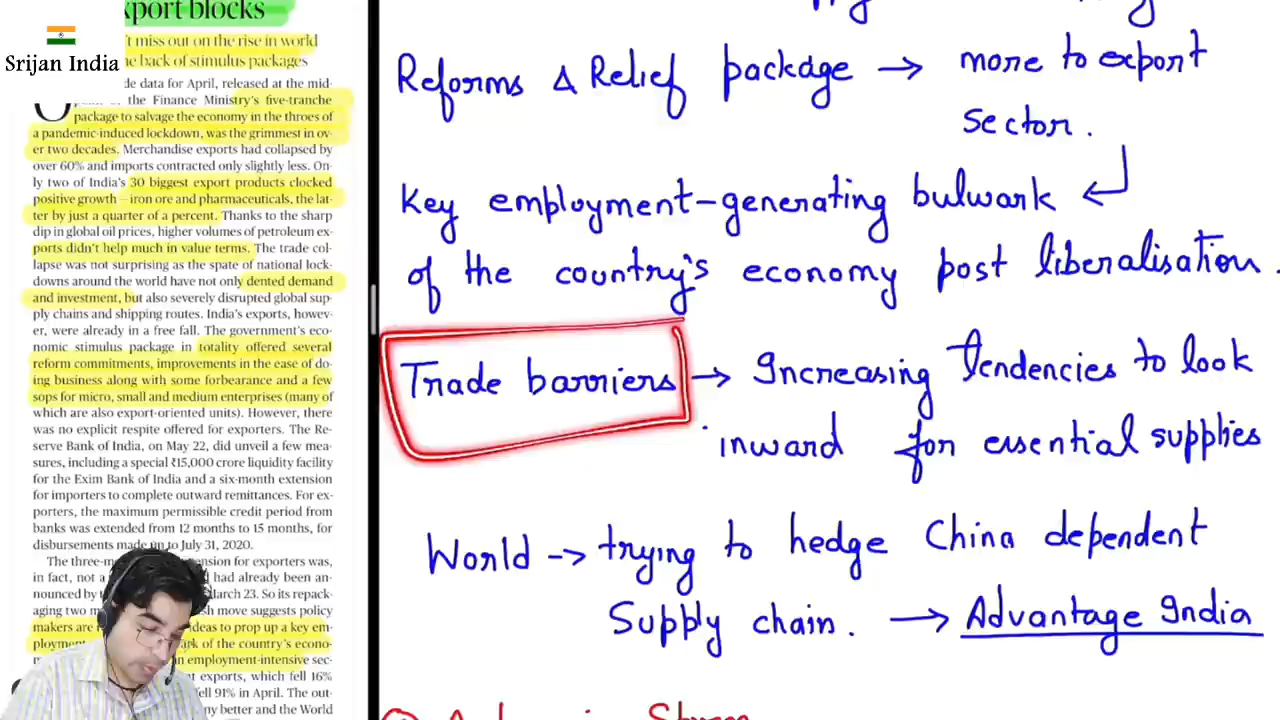 xport blocks
Srijan India
't miss out on the rise in world
back of stimulus packages
de data for April, released at the mid-
the Finance Ministry's five-tranche
package to salvage the economy in the throes of
a pandemic-induced lockdown, was the grimmest in ov-
er two decades. Merchandise exports had collapsed by
over 60% and imports contracted only slightly less. On-
ly two of India's 30 biggest export products clocked
positive growth — iron ore and pharmaceuticals, the lat-
ter by just a quarter of a percent. Thanks to the sharp
dip in global oil prices, higher volumes of petroleum ex-
ports didn't help much in value terms. The trade col-
lapse was not surprising as the spate of national lock-
downs around the world have not only dented demand
and investment, but also severely disrupted global sup-
ply chains and shipping routes. India's exports, howev-
er, were already in a free fall. The government's eco-
nomic stimulus package in totality offered several
reform commitments, improvements in the ease of do-
ing business along with some forbearance and a few
sops for micro, small and medium enterprises (many of
which are also export-oriented units). However, there
was no explicit respite offered for exporters. The Re-
serve Bank of India, on May 22, did unveil a few mea-
sures, including a special ₹15,000 crore liquidity facility
for the Exim Bank of India and a six-month extension
for importers to complete outward remittances. For ex-
porters, the maximum permissible credit period from
banks was extended from 12 months to 15 months, for
disbursements made up to July 31, 2020.
The three-m ension for exporters was,
in fact, not a had already been an-
nounced by March 23. So its repack-
aging two m sh move suggests policy
makers are ideas to prop up a key em-
ployment ark of the country's econo-
an employment-intensive sec-
exports, which fell 16%
fell 91% in April. The out-
ny better and the World
Reforms & Relief package → more to export
sector.
Key employment-generating bulwark
of the country's economy post liberalisation.
Trade barriers → Increasing tendencies to look
inward for essential supplies
World → trying to hedge China dependent
Supply chain. → Advantage India